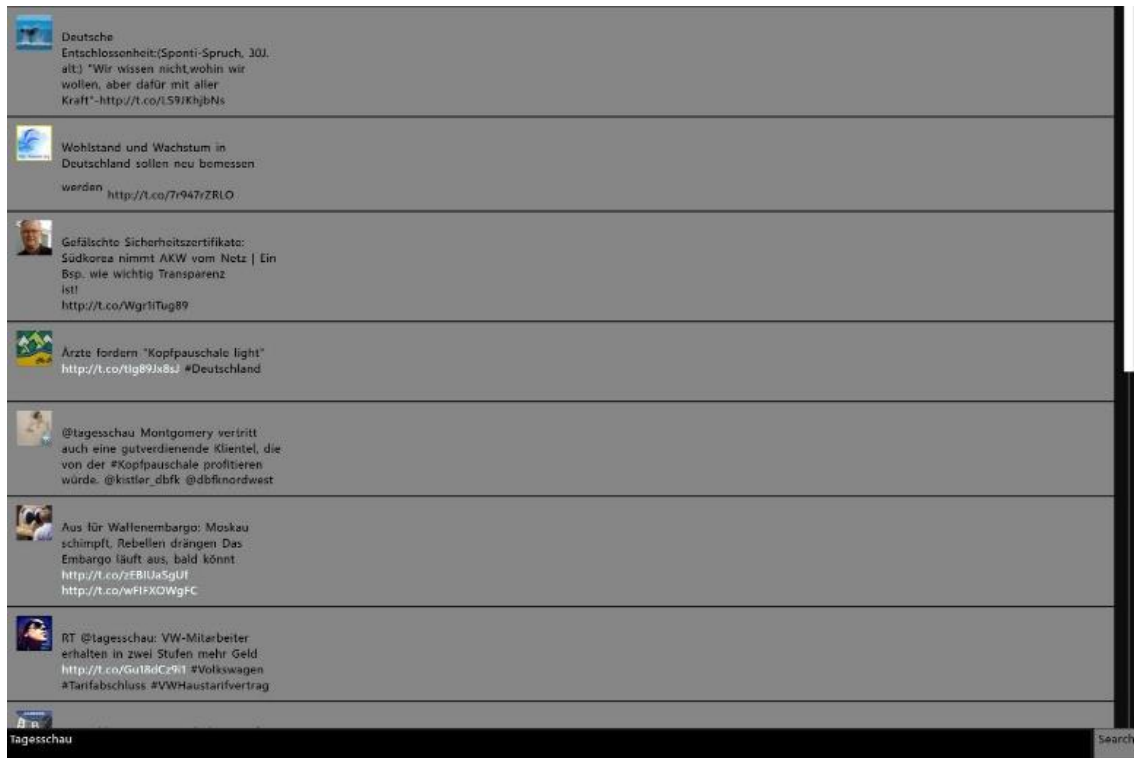 Deutsche
Entschlossenheit:(Sponti-Spruch, 30J.
alt:) "Wir wissen nicht,wohin wir
wollen, aber dafür mit aller
Kraft"-http://t.co/LS9JKhjbNs
Wohlstand und Wachstum in
Deutschland sollen neu bemessen
werden http://t.co/7r947rZRLO
Gefälschte Sicherheitszertifikate:
Südkorea nimmt AKW vom Netz | Ein
Bsp. wie wichtig Transparenz
ist!
http://t.co/Wgr1iTug89
Ärzte fordern "Kopfpauschale light"
http://t.co/tIg89Jx8sJ #Deutschland
@tagesschau Montgomery vertritt
auch eine gutverdienende Klientel, die
von der #Kopfpauschale profitieren
würde. @kistler_dbfk @dbfknordwest
Aus für Waffenembargo: Moskau
schimpft, Rebellen drängen Das
Embargo läuft aus, bald könnt
http://t.co/zEBIUaSgUf
http://t.co/wFIFXOWgFC
RT @tagesschau: VW-Mitarbeiter
erhalten in zwei Stufen mehr Geld
http://t.co/Gu18dCz9i1 #Volkswagen
#Tarifabschluss #VWHaustarifvertrag
Tagesschau
Search